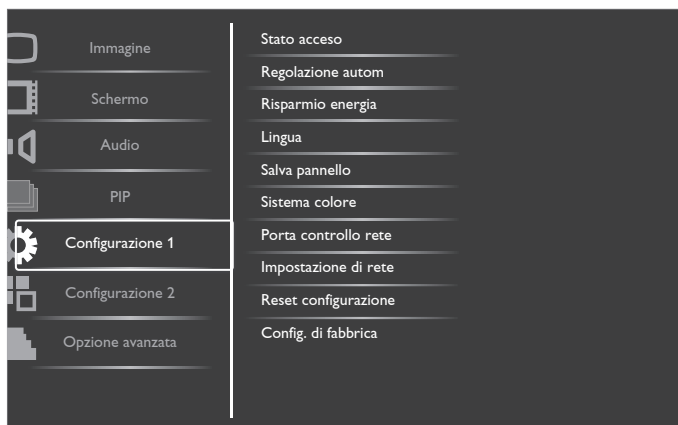 Immagine
Schermo
Audio
PIP
Configurazione 1
Configurazione 2
Opzione avanzata
Stato acceso
Regolazione autom
Risparmio energia
Lingua
Salva pannello
Sistema colore
Porta controllo rete
Impostazione di rete
Reset configurazione
Config. di fabbrica